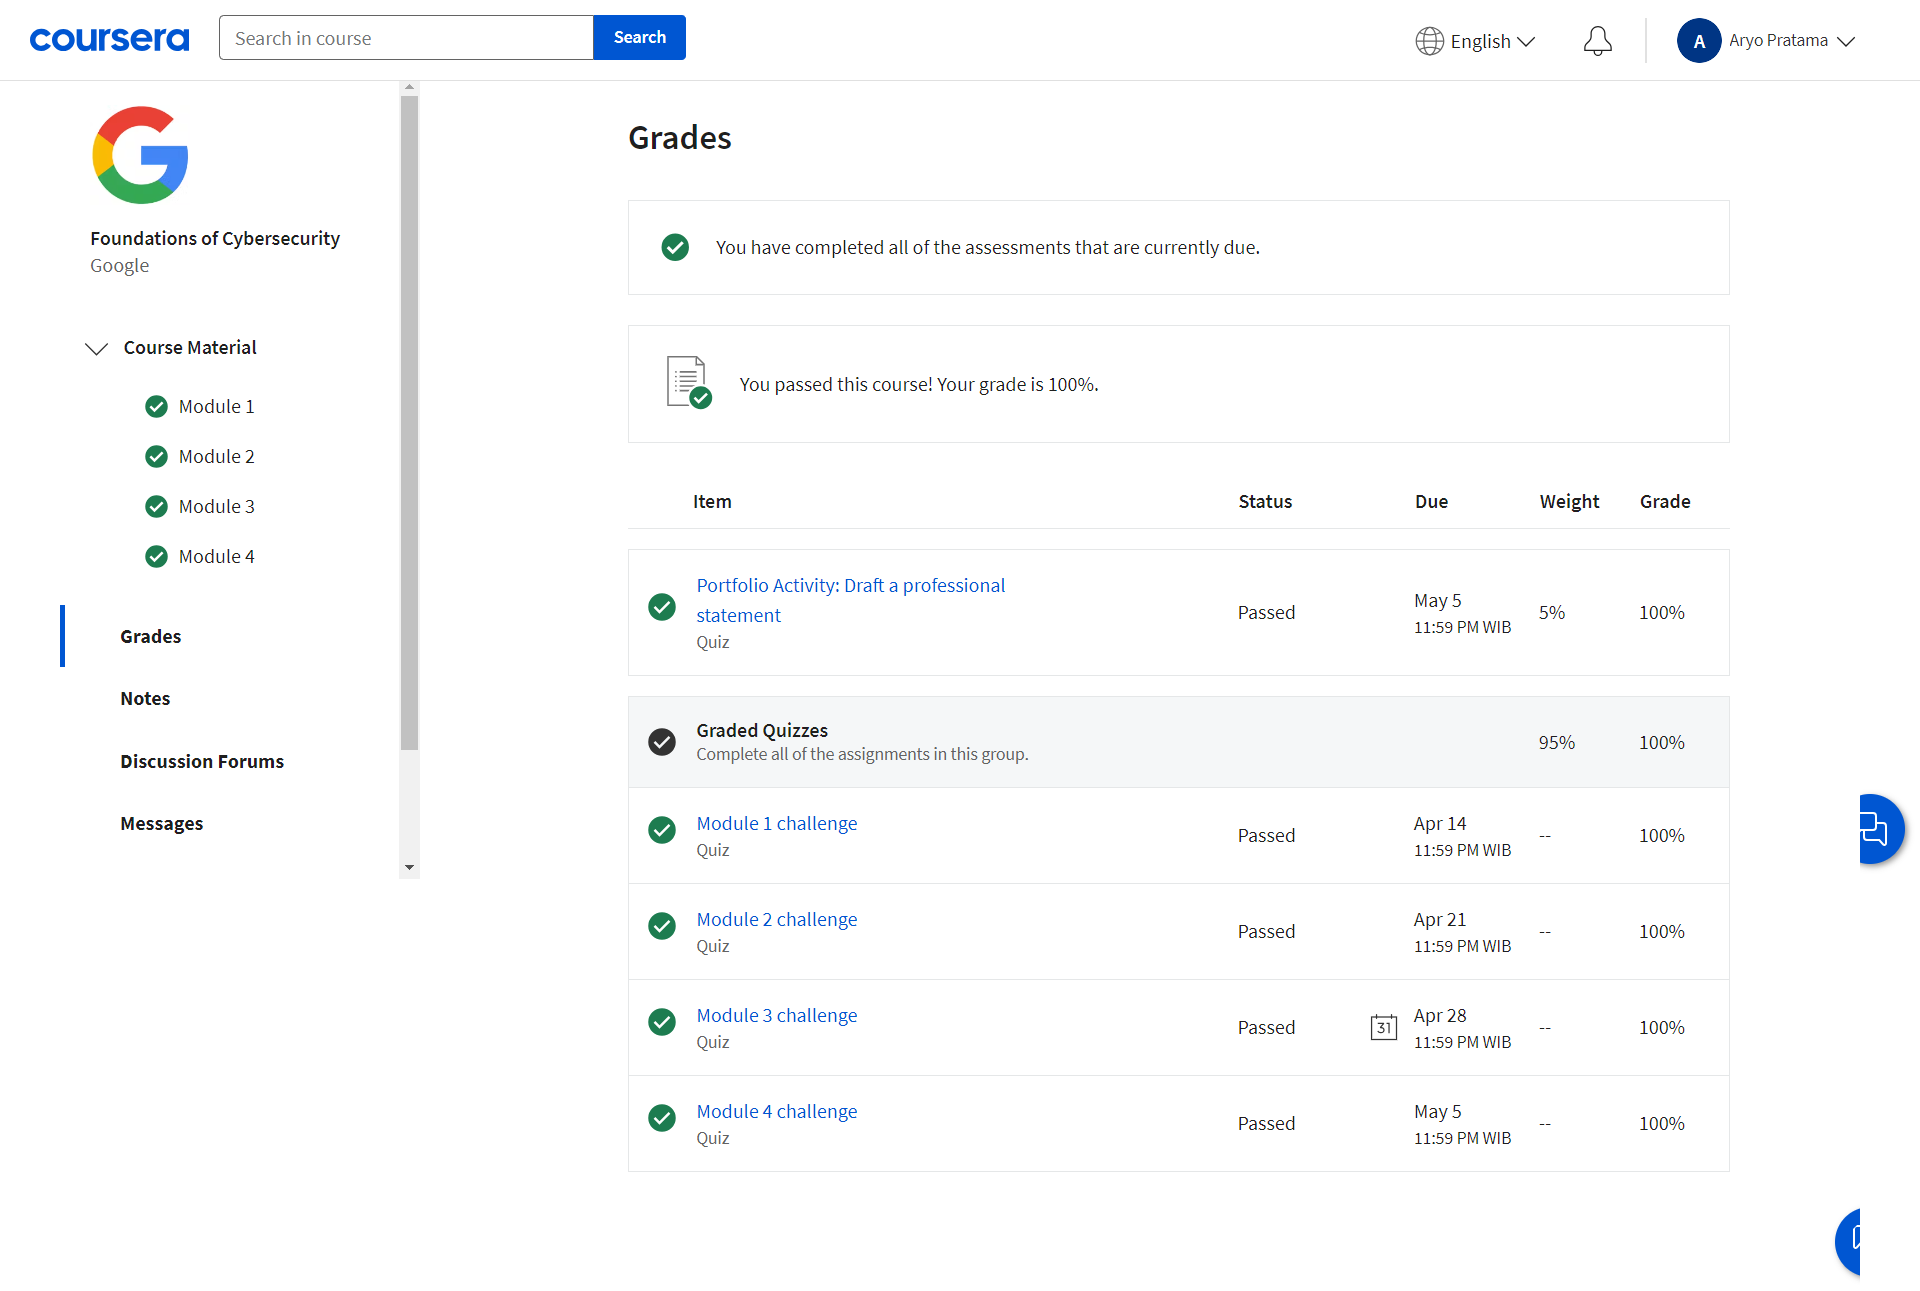 coursera
Search in course
Search
English
A
Aryo Pratama
Foundations of Cybersecurity
Google
Course Material
Module 1
Module 2
Module 3
Module 4
Grades
Notes
Discussion Forums
Messages
Grades
You have completed all of the assessments that are currently due.
You passed this course! Your grade is 100%.
Item Status Due Weight Grade
Portfolio Activity: Draft a professional
statement
Quiz
Passed
May 5
11:59 PM WIB
5%
100%
Graded Quizzes
Complete all of the assignments in this group.
95%
100%
Module 1 challenge
Quiz
Passed
Apr 14
11:59 PM WIB
--
100%
Module 2 challenge
Quiz
Passed
Apr 21
11:59 PM WIB
--
100%
Module 3 challenge
Quiz
Passed
31
Apr 28
11:59 PM WIB
--
100%
Module 4 challenge
Quiz
Passed
May 5
11:59 PM WIB
--
100%